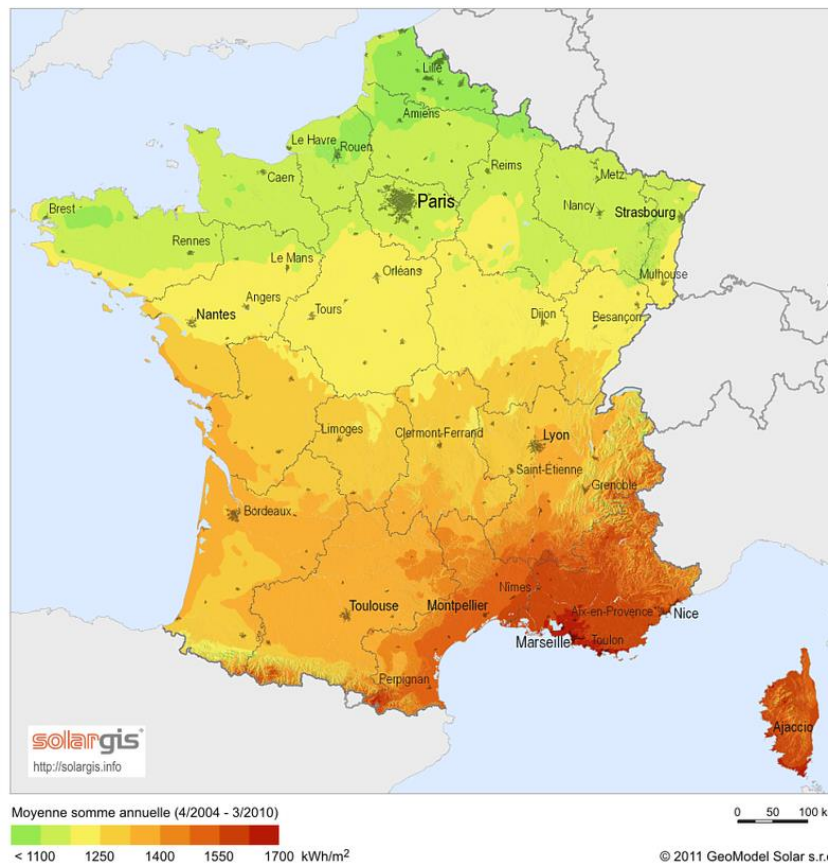 Lille
Amiens
Le Havre
Rouen
Reims
Caen
Metz
Paris
Nancy
Strasbourg
Brest
Rennes
Le Mans
Mulhouse
Orléans
Angers
Nantes
Tours
Dijon
Besançon
Limoges
Clermont-Ferrand
Lyon
Saint-Étienne
Grenoble
Bordeaux
Nîmes
Toulouse
Montpellier
Aix-en-Provence
Nice
Marseille
Toulon
Perpignan
Ajaccio
solargis
http://solargis.info
Moyenne somme annuelle (4/2004 - 3/2010)
0 50 100 k
< 1100 1250 1400 1550 1700 kWh/m²
© 2011 GeoModel Solar s.r.o